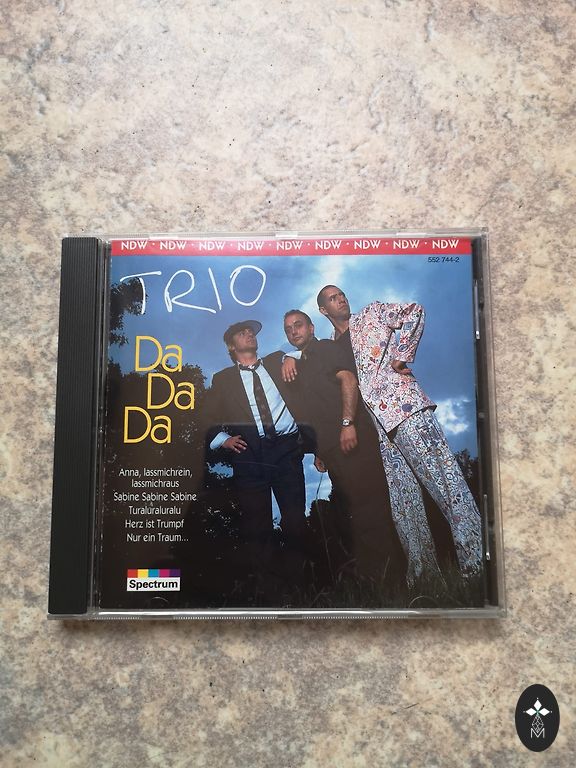 NDW • NDW • NDW • NDW • NDW • NDW • NDW • NDW • NDW
552 744-2
TRIO
Da
Da
Da
Anna, lassmichrein,
lassmichraus
Sabine Sabine Sabine
Turaluraluralu
Herz ist Trumpf
Nur ein Traum...
Spectrum
M